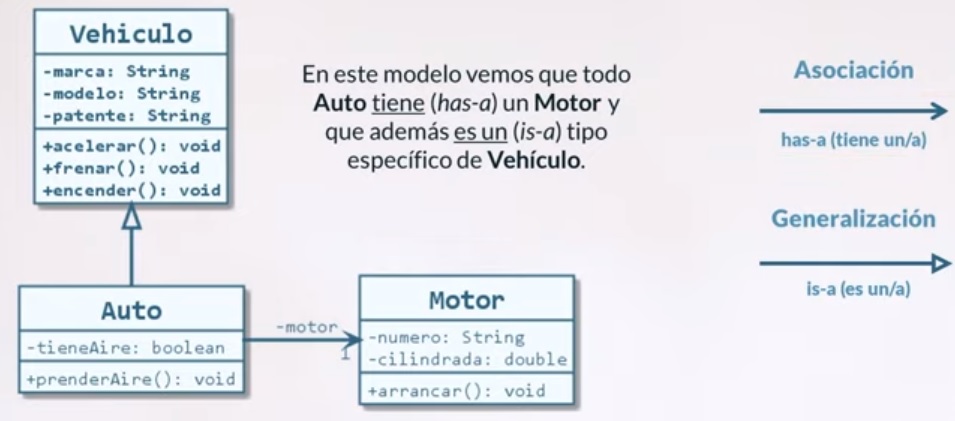 Vehiculo
-marca: String
-modelo: String
-patente: String
+acelerar(): void
+frenar(): void
+encender(): void
En este modelo vemos que todo
Auto tiene (has-a) un Motor y
que además es un (is-a) tipo
específico de Vehículo.
Asociación
has-a (tiene un/a)
Generalización
is-a (es un/a)
Auto
-tieneAire: boolean
+prenderAire(): void
-motor
1
Motor
-numero: String
-cilindrada: double
+arrancar(): void